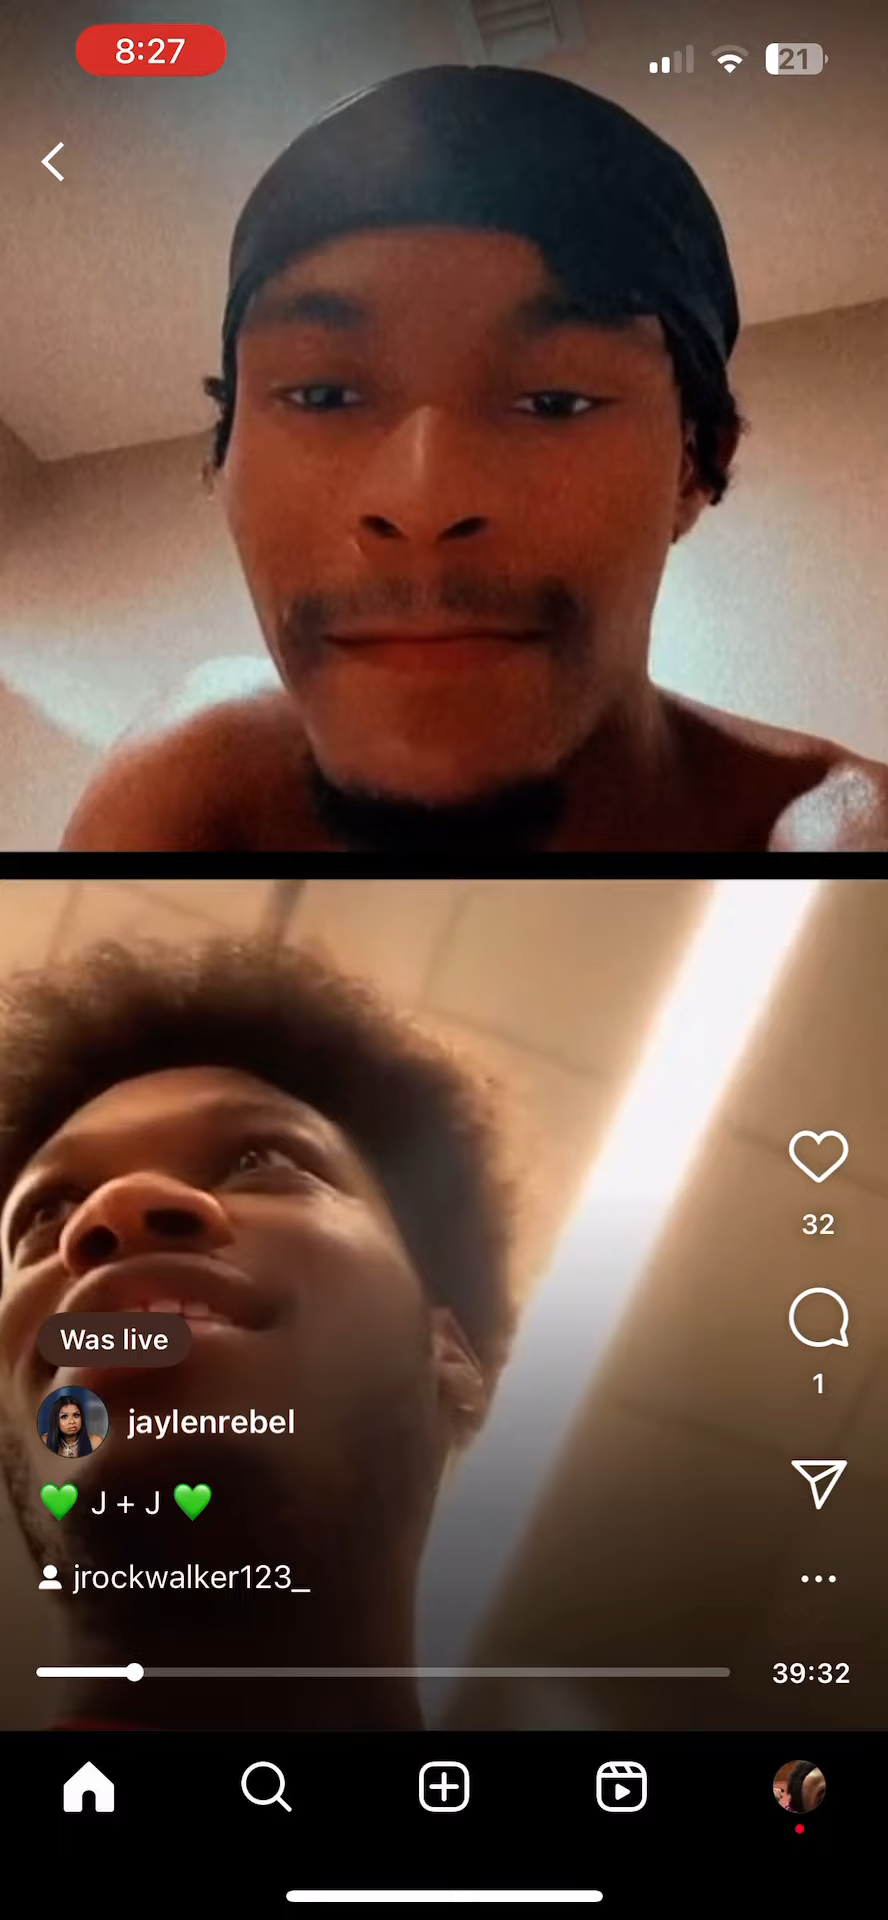 8:27
21
32
Was live
1
jaylenrebel
💚 J + J 💚
jrockwalker123_
39:32